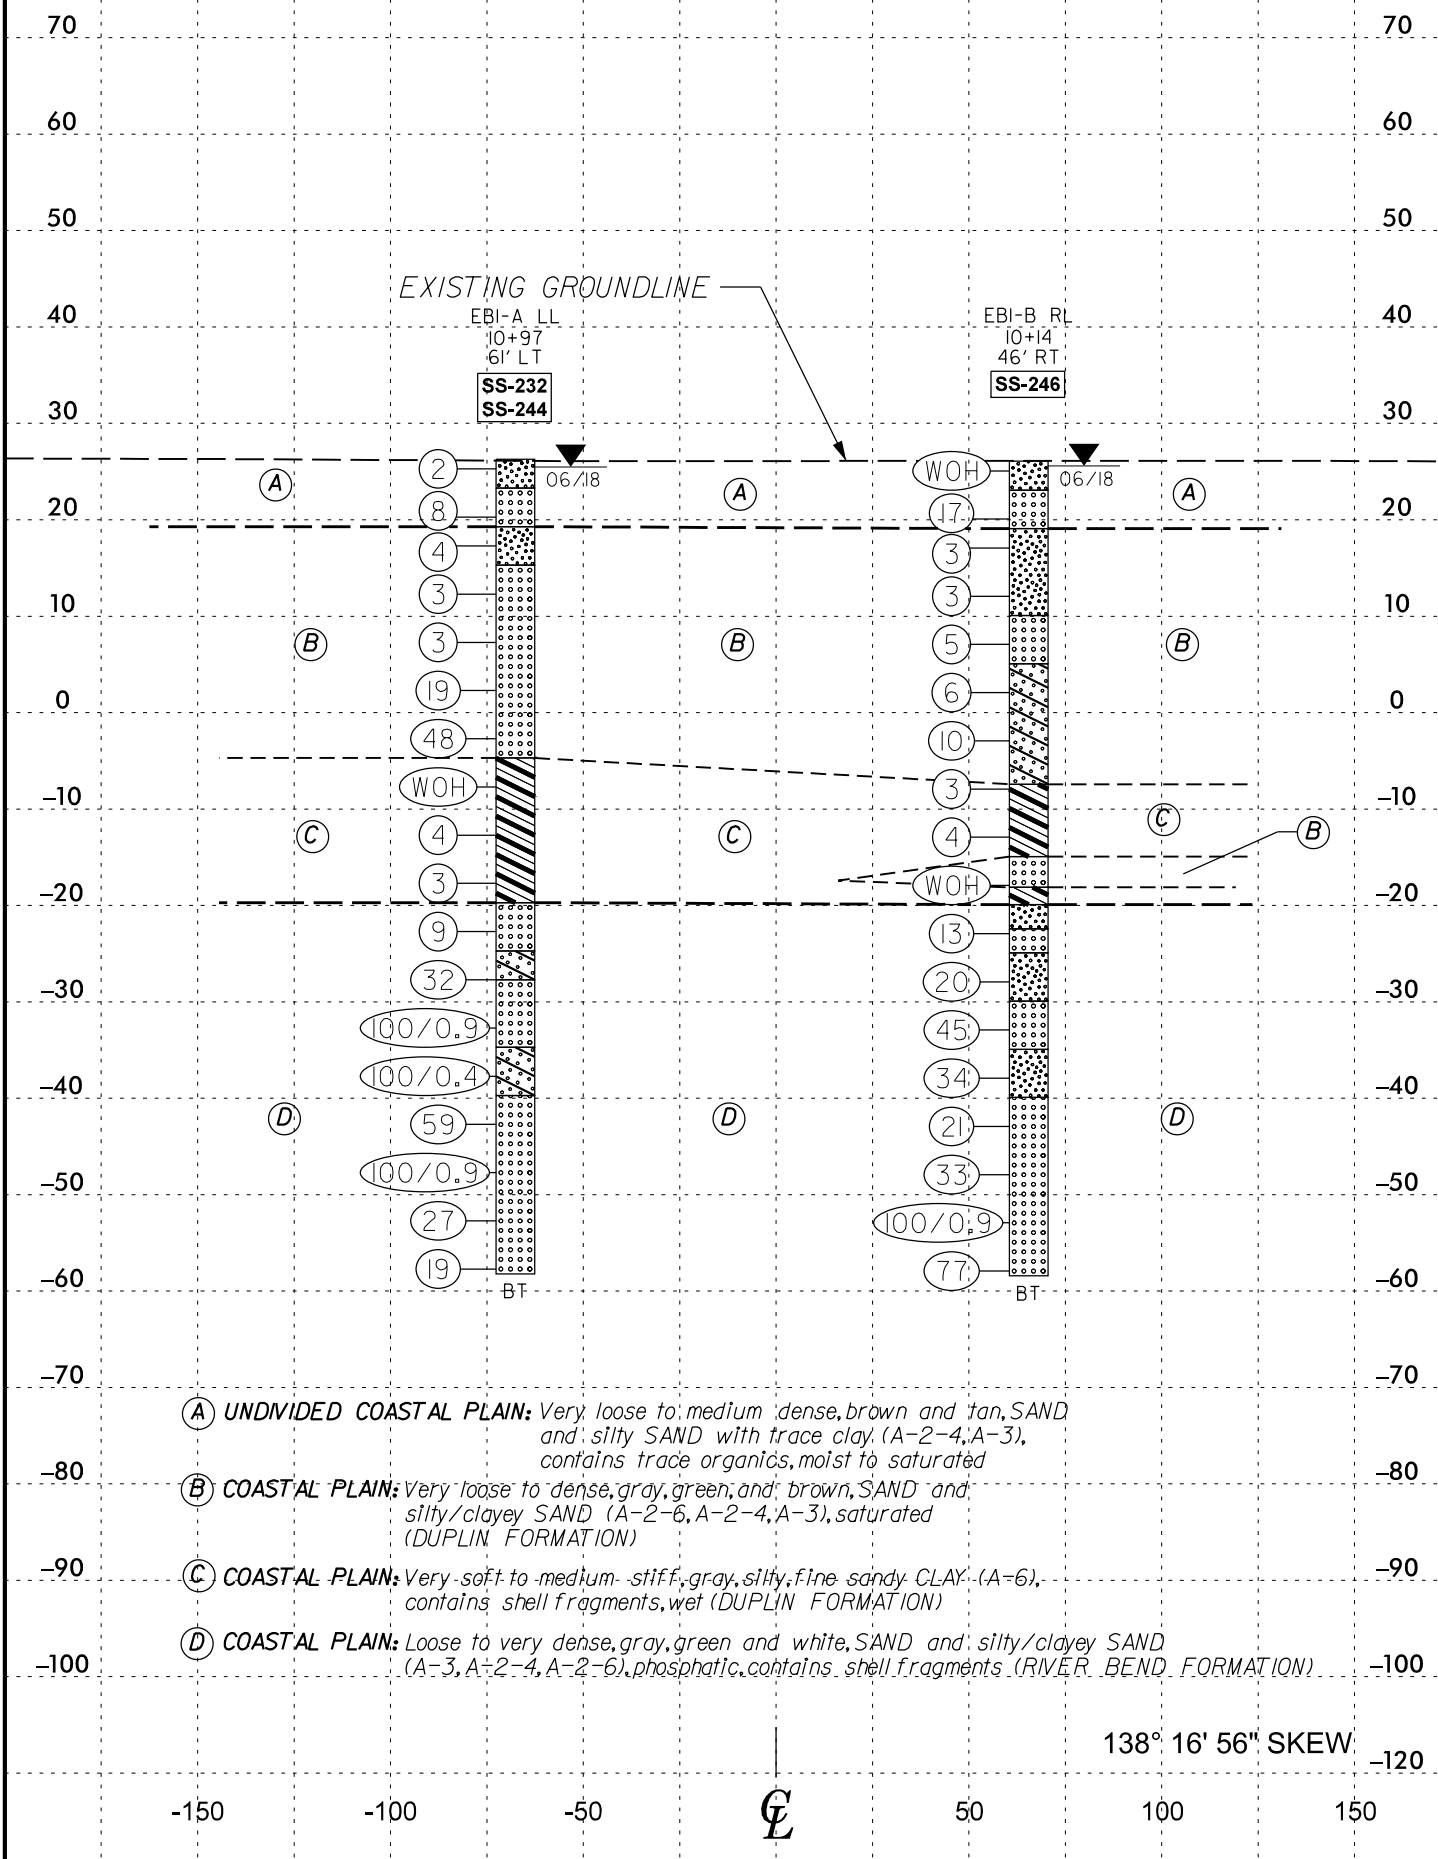 70 70
60 60
50 50
EXISTING GROUNDLINE
40 40
EB1-A LL
10+97
61' LT
SS-232
SS-244
EB1-B RL
10+14
46' RT
SS-246
30 30
2 06/18 WOH 06/18
A A A
8 17
20 20
4 3
3 3
10 10
B B B
3 5
19 6
0 0
48 10
WOH 3
-10 -10
C C C B
4 4
3 WOH
-20 -20
9 13
32 20
-30 -30
100/0.9 45
100/0.4 34
-40 -40
D D D
59 21
100/0.9 33
-50 -50
27 100/0.9
19 77
-60 -60
BT BT
-70 -70
A UNDIVIDED COASTAL PLAIN: Very loose to medium dense, brown and tan, SAND
and silty SAND with trace clay (A-2-4, A-3),
contains trace organics, moist to saturated
-80 -80
B COASTAL PLAIN: Very loose to dense, gray, green, and brown, SAND and
silty/clayey SAND (A-2-6, A-2-4, A-3), saturated
(DUPLIN FORMATION)
-90 -90
C COASTAL PLAIN: Very soft to medium stiff, gray, silty, fine sandy CLAY (A-6),
contains shell fragments, wet (DUPLIN FORMATION)
D COASTAL PLAIN: Loose to very dense, gray, green and white, SAND and silty/clayey SAND
(A-3, A-2-4, A-2-6), phosphatic, contains shell fragments (RIVER BEND FORMATION)
-100 -100
138° 16' 56" SKEW
-120
-150 -100 -50 CL 50 100 150